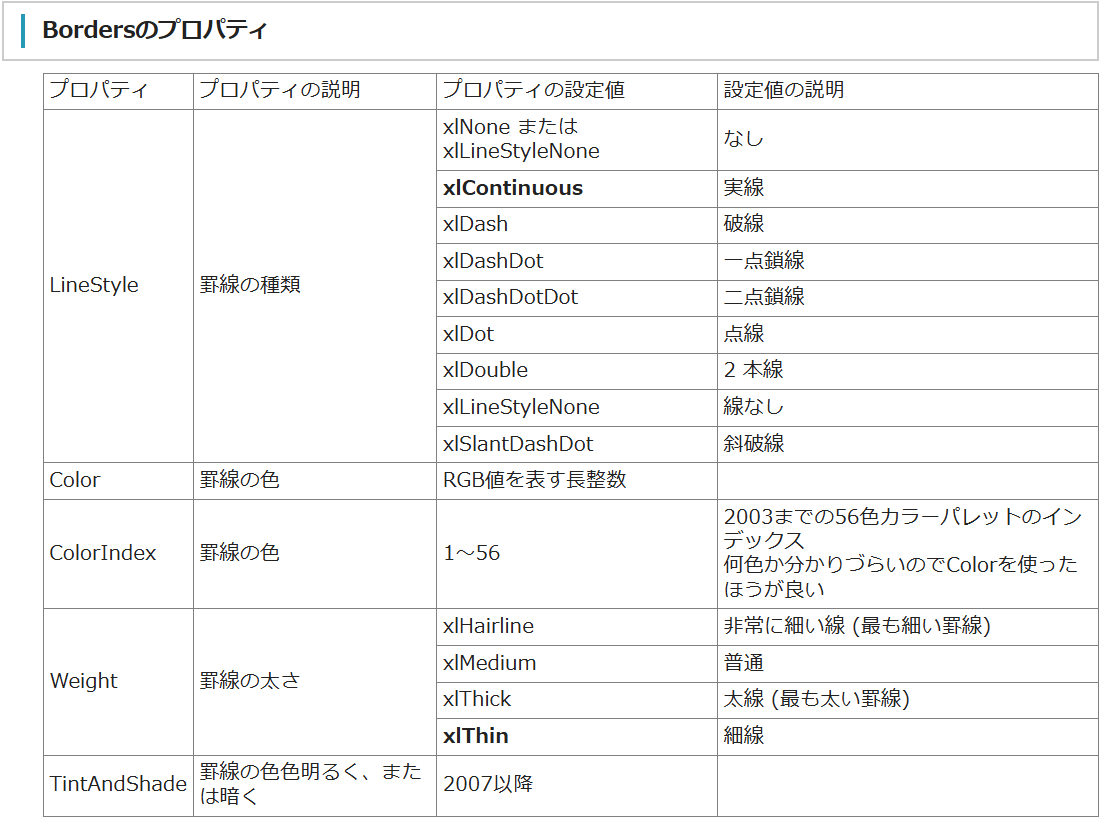 Bordersのプロパティ
プロパティ
プロパティの説明
プロパティの設定値
設定値の説明
LineStyle
罫線の種類
xlNone または
xlLineStyleNone
なし
xlContinuous
実線
xlDash
破線
xlDashDot
一点鎖線
xlDashDotDot
二点鎖線
xlDot
点線
xlDouble
2 本線
xlLineStyleNone
線なし
xlSlantDashDot
斜破線
Color
罫線の色
RGB値を表す長整数
ColorIndex
罫線の色
1～56
2003までの56色カラーパレットのイン
デックス
何色か分かりづらいのでColorを使った
ほうが良い
Weight
罫線の太さ
xlHairline
非常に細い線 (最も細い罫線)
xlMedium
普通
xlThick
太線 (最も太い罫線)
xlThin
細線
TintAndShade
罫線の色色明るく、また
は暗く
2007以降